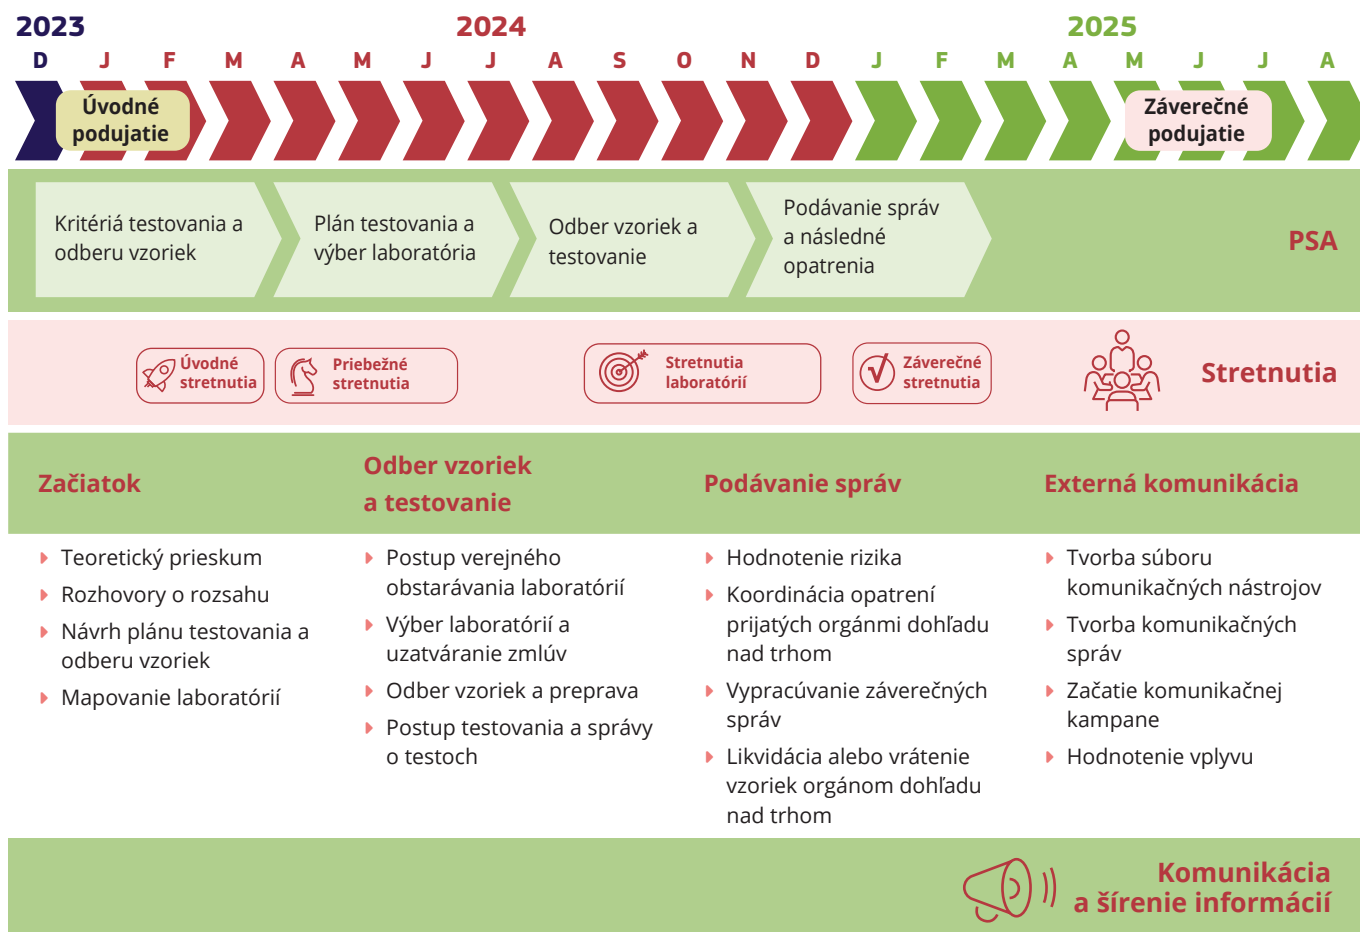 2023
2024
2025
D J F M A M J J A S O N D J F M A M J J A
Úvodné
podujatie
Záverečné
podujatie
Kritériá testovania a
odberu vzoriek
Plán testovania a
výber laboratória
Odber vzoriek a
testovanie
Podávanie správ
a následné
opatrenia
PSA
Úvodné
stretnutia
Priebežné
stretnutia
Stretnutia
laboratórií
Záverečné
stretnutia
Stretnutia
Začiatok
Teoretický prieskum
Rozhovory o rozsahu
Návrh plánu testovania a
odberu vzoriek
Mapovanie laboratórií
Odber vzoriek
a testovanie
Postup verejného
obstarávania laboratórií
Výber laboratórií a
uzatváranie zmlúv
Odber vzoriek a preprava
Postup testovania a správy
o testoch
Podávanie správ
Hodnotenie rizika
Koordinácia opatrení
prijatých orgánmi dohľadu
nad trhom
Vypracúvanie záverečných
správ
Likvidácia alebo vrátenie
vzoriek orgánom dohľadu
nad trhom
Externá komunikácia
Tvorba súboru
komunikačných nástrojov
Tvorba komunikačných
správ
Začatie komunikačnej
kampane
Hodnotenie vplyvu
Komunikácia
a šírenie informácií